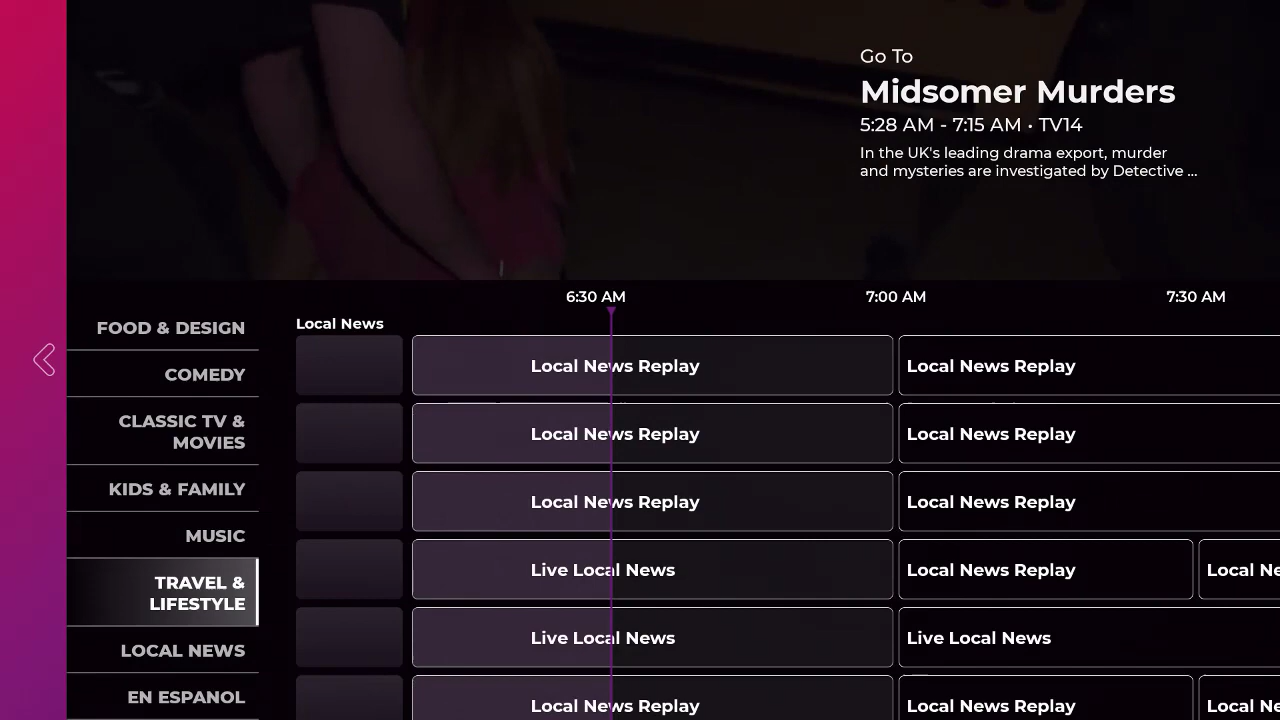 Go To
Midsomer Murders
5:28 AM - 7:15 AM • TV14
In the UK's leading drama export, murder
and mysteries are investigated by Detective ...
6:30 AM
7:00 AM
7:30 AM
FOOD & DESIGN
COMEDY
CLASSIC TV &
MOVIES
KIDS & FAMILY
MUSIC
TRAVEL &
LIFESTYLE
LOCAL NEWS
EN ESPANOL
Local News
Local News Replay
Local News Replay
Local News Replay
Local News Replay
Local News Replay
Local News Replay
Live Local News
Local News Replay
Local Ne
Live Local News
Live Local News
Local News Replay
Local News Replay
Local Ne